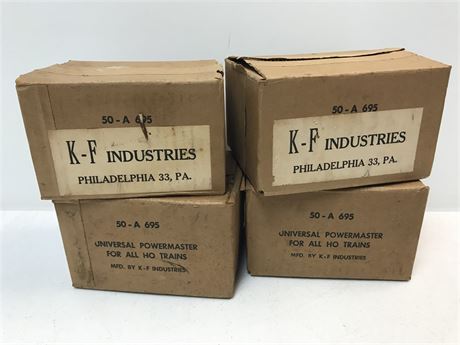 50-A 695
K-F INDUSTRIES
PHILADELPHIA 33, PA.
50-A 695
K-F INDUSTRIES
PHILADELPHIA 33, PA.
50-A 695
UNIVERSAL POWERMASTER
FOR ALL HO TRAINS
MFD. BY K-F INDUSTRIES
50-A 695
UNIVERSAL POWERMASTER
FOR ALL HO TRAINS
MFD. BY K-F INDUSTRIES